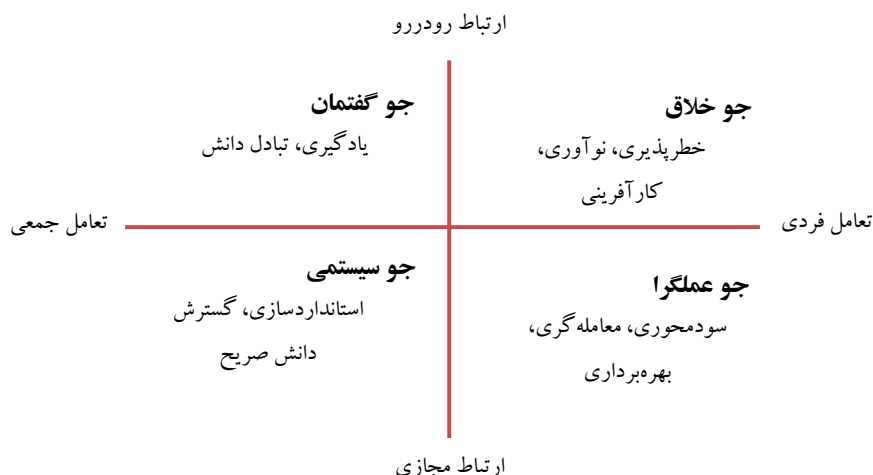 ارتباط رودررو
جو خلاق
خطرپذیری، نوآوری،
کارآفرینی
جو گفتمان
یادگیری، تبادل دانش
تعامل فردی
تعامل جمعی
جو عملگرا
سودمحوری، معامله‌گری،
بهره‌برداری
جو سیستمی
استانداردسازی، گسترش
دانش صریح
ارتباط مجازی